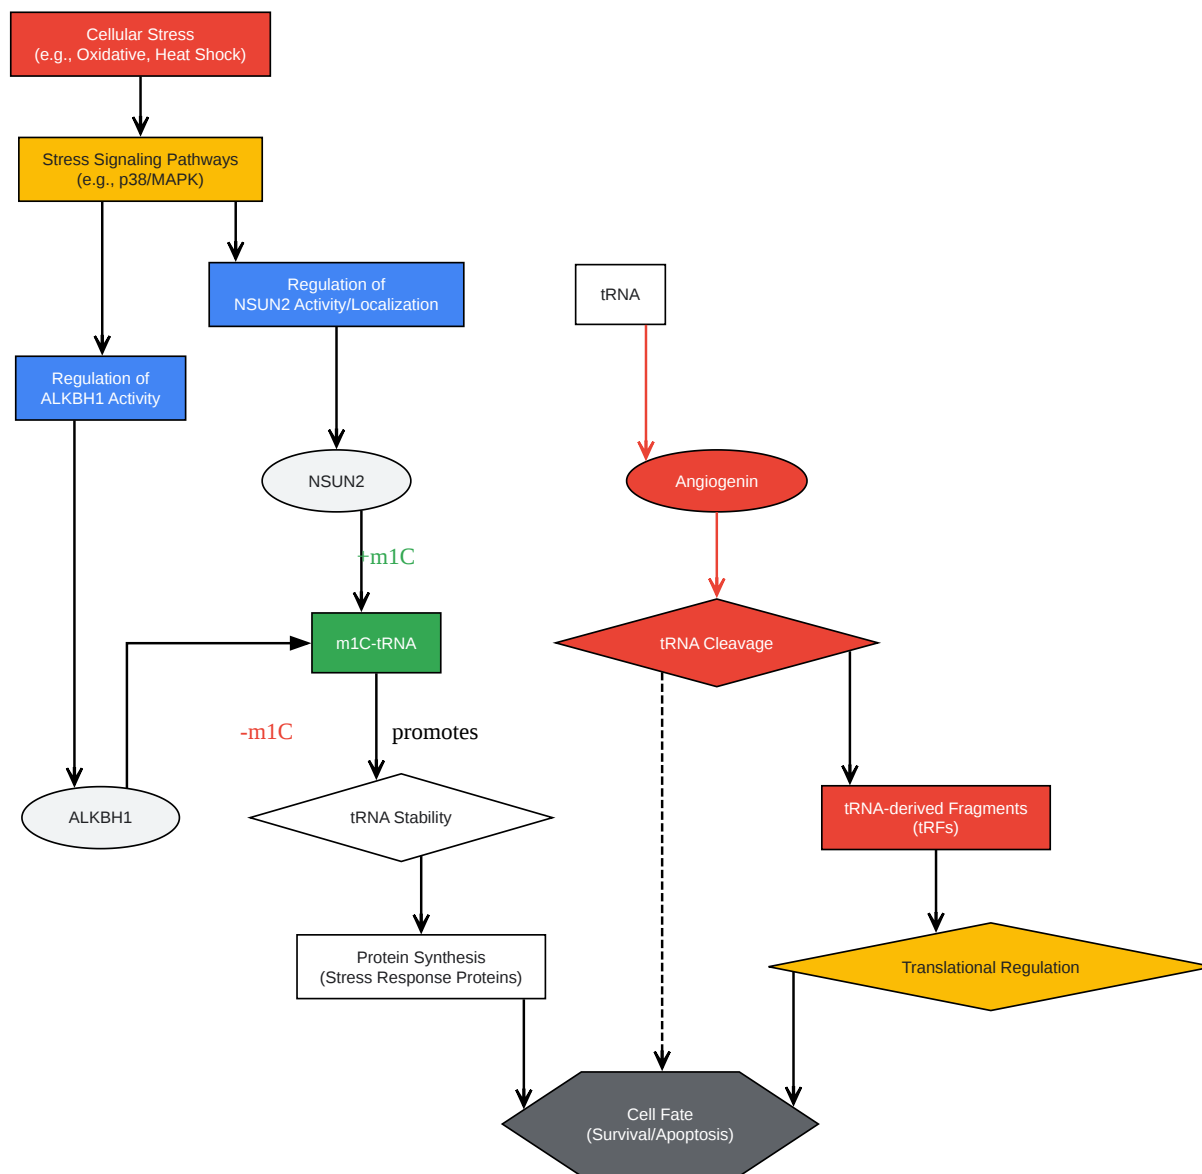 Cellular Stress
(e.g., Oxidative, Heat Shock)
Stress Signaling Pathways
(e.g., p38/MAPK)
Regulation of
NSUN2 Activity/Localization
tRNA
Regulation of
ALKBH1 Activity
NSUN2
Angiogenin
+m1C
m1C-tRNA
tRNA Cleavage
-m1C
promotes
ALKBH1
tRNA Stability
tRNA-derived Fragments
(tRFs)
Protein Synthesis
(Stress Response Proteins)
Translational Regulation
Cell Fate
(Survival/Apoptosis)